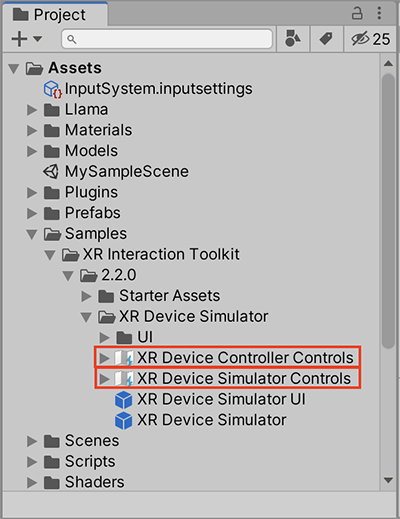 Project
25
Assets
InputSystem.inputsettings
Llama
Materials
Models
MySampleScene
Plugins
Prefabs
Samples
XR Interaction Toolkit
2.2.0
Starter Assets
XR Device Simulator
UI
XR Device Controller Controls
XR Device Simulator Controls
XR Device Simulator UI
XR Device Simulator
Scenes
Scripts
Shaders